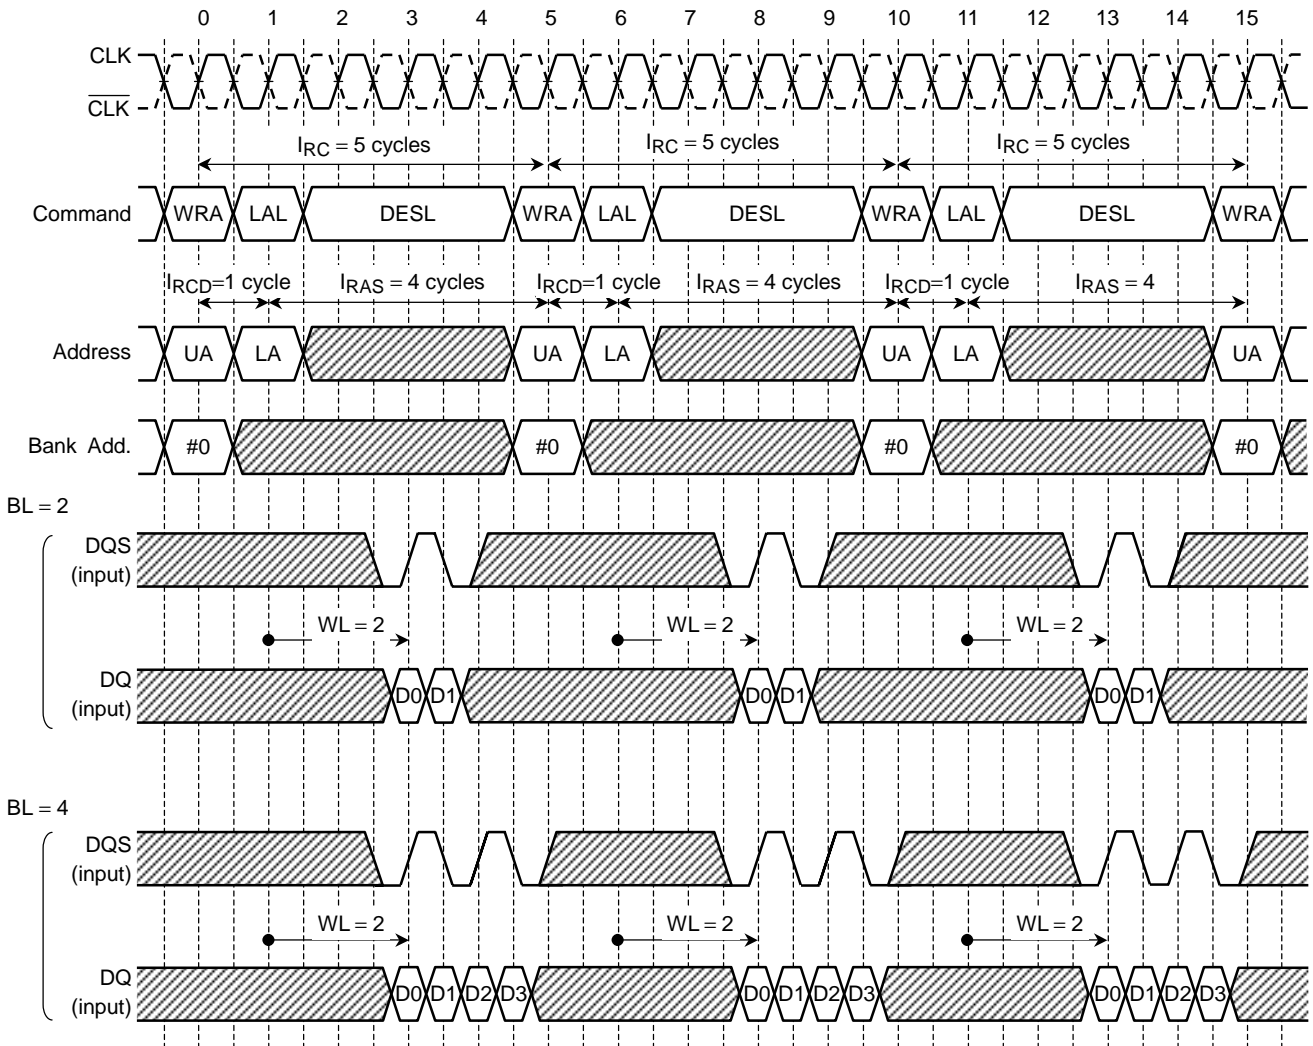 0 1 2 3 4 5 6 7 8 9 10 11 12 13 14 15
CLK
CLK
IRC = 5 cycles IRC = 5 cycles IRC = 5 cycles
Command WRA LAL DESL WRA LAL DESL WRA LAL DESL WRA
IRCD=1 cycle IRAS = 4 cycles IRCD=1 cycle IRAS = 4 cycles IRCD=1 cycle IRAS = 4
Address UA LA UA LA UA LA UA
Bank Add. #0 #0 #0 #0
BL = 2
DQS
(input)
WL = 2 WL = 2 WL = 2
DQ D0 D1 D0 D1 D0 D1
(input)
BL = 4
DQS
(input)
WL = 2 WL = 2 WL = 2
DQ D0 D1 D2 D3 D0 D1 D2 D3 D0 D1 D2 D3
(input)